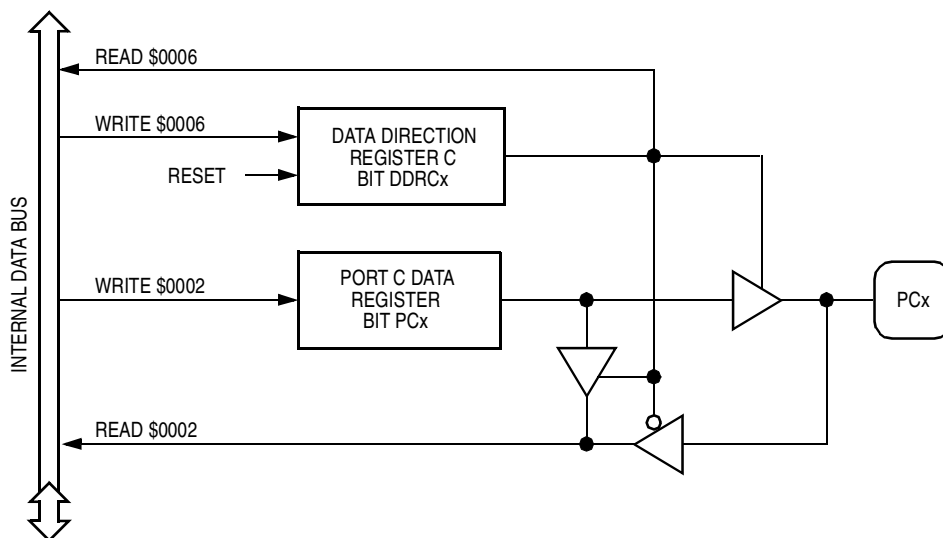 READ $0006
WRITE $0006
DATA DIRECTION
REGISTER C
BIT DDRCx
RESET
INTERNAL DATA BUS
WRITE $0002
PORT C DATA
REGISTER
BIT PCx
PCx
READ $0002